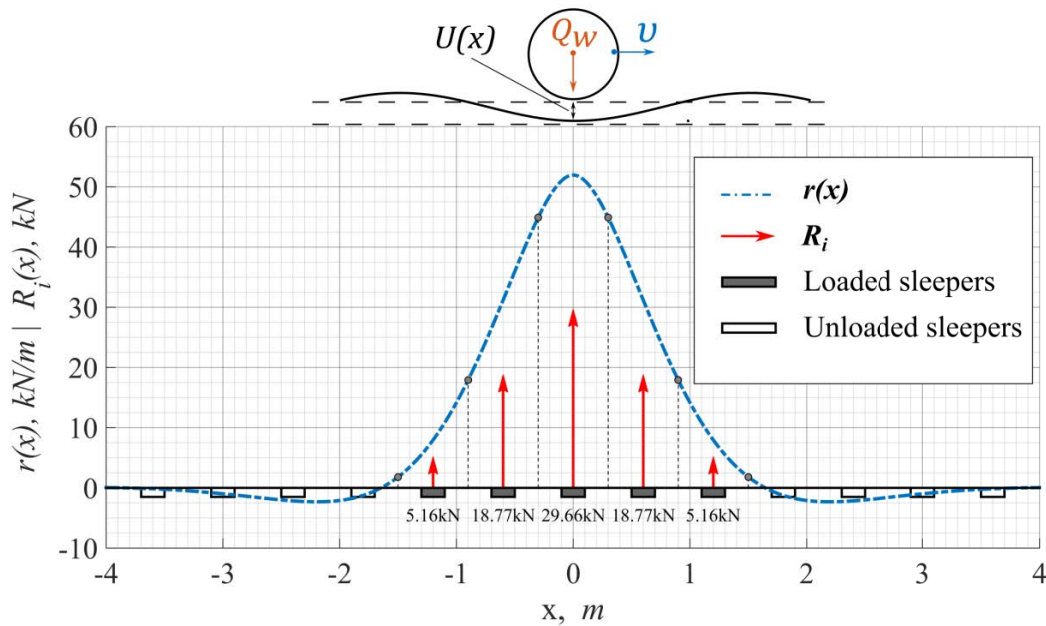 U(x)
Q_W
υ
r(x), kN/m | R_i(x), kN
60
50
40
30
20
10
0
-10
r(x)
R_i
Loaded sleepers
Unloaded sleepers
5.16kN 18.77kN 29.66kN 18.77kN 5.16kN
-4 -3 -2 -1 0 1 2 3 4
x, m